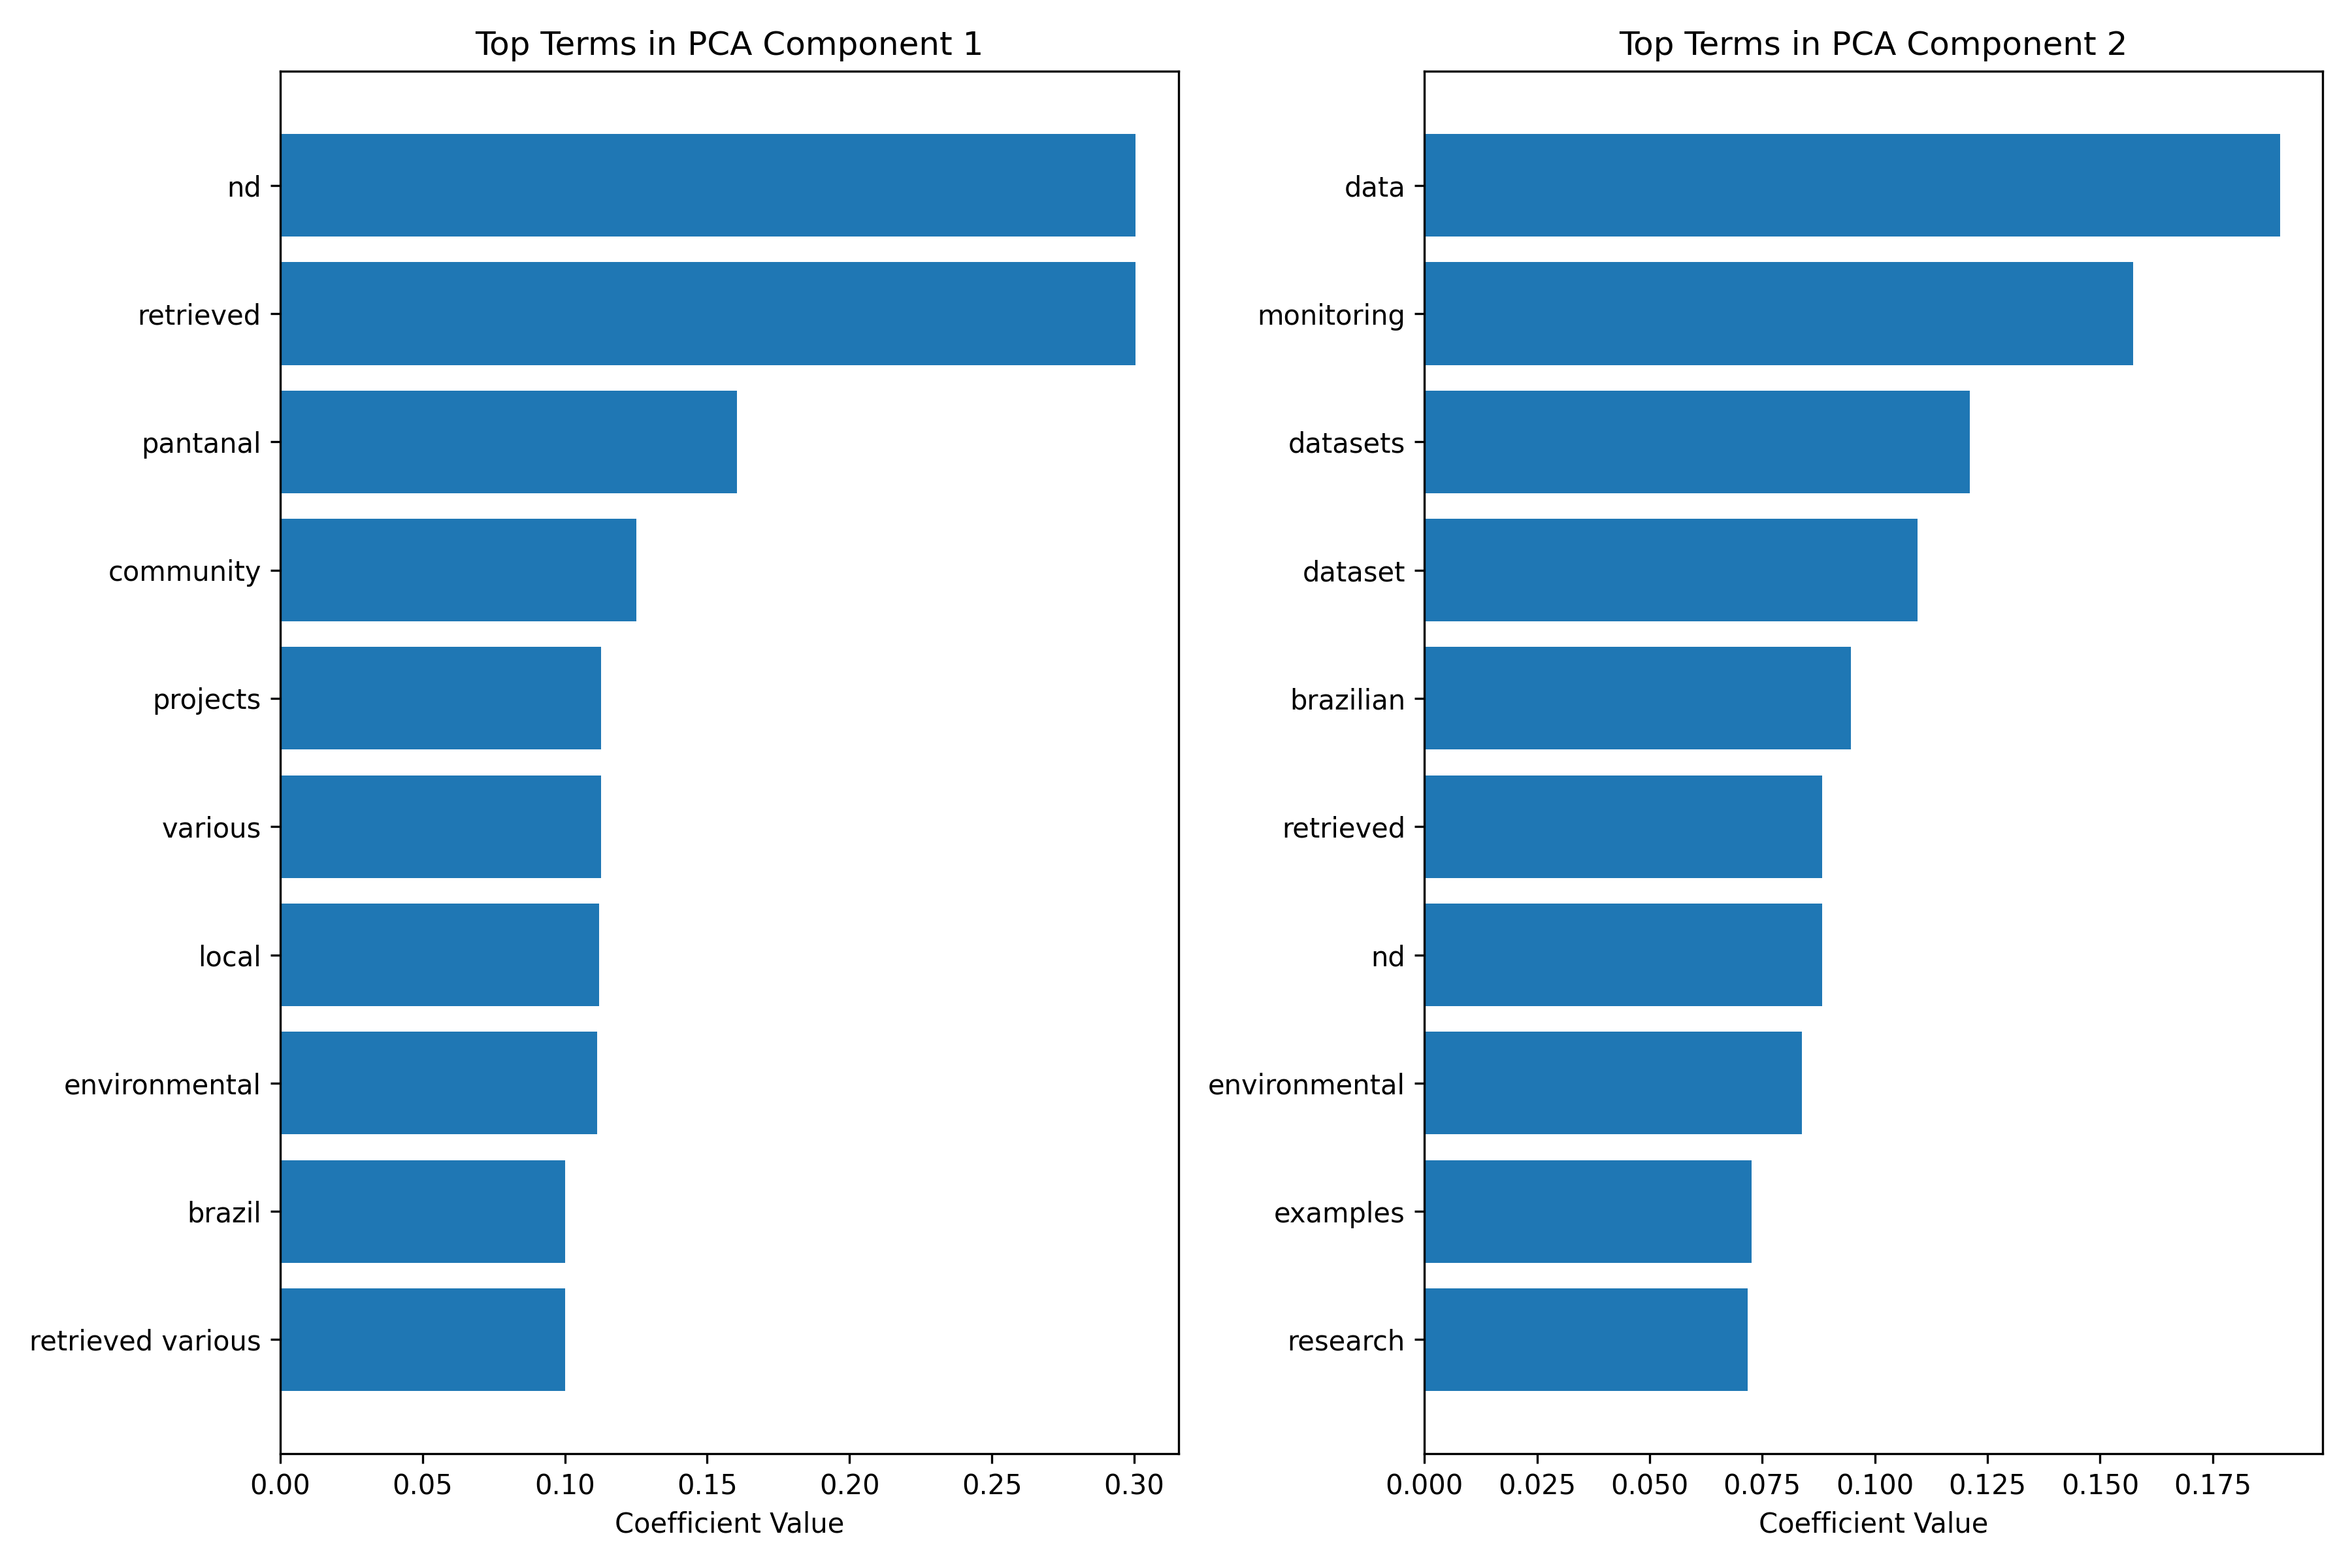 Top Terms in PCA Component 1
nd
retrieved
pantanal
community
projects
various
local
environmental
brazil
retrieved various
0.00 0.05 0.10 0.15 0.20 0.25 0.30
Coefficient Value
Top Terms in PCA Component 2
data
monitoring
datasets
dataset
brazilian
retrieved
nd
environmental
examples
research
0.000 0.025 0.050 0.075 0.100 0.125 0.150 0.175
Coefficient Value